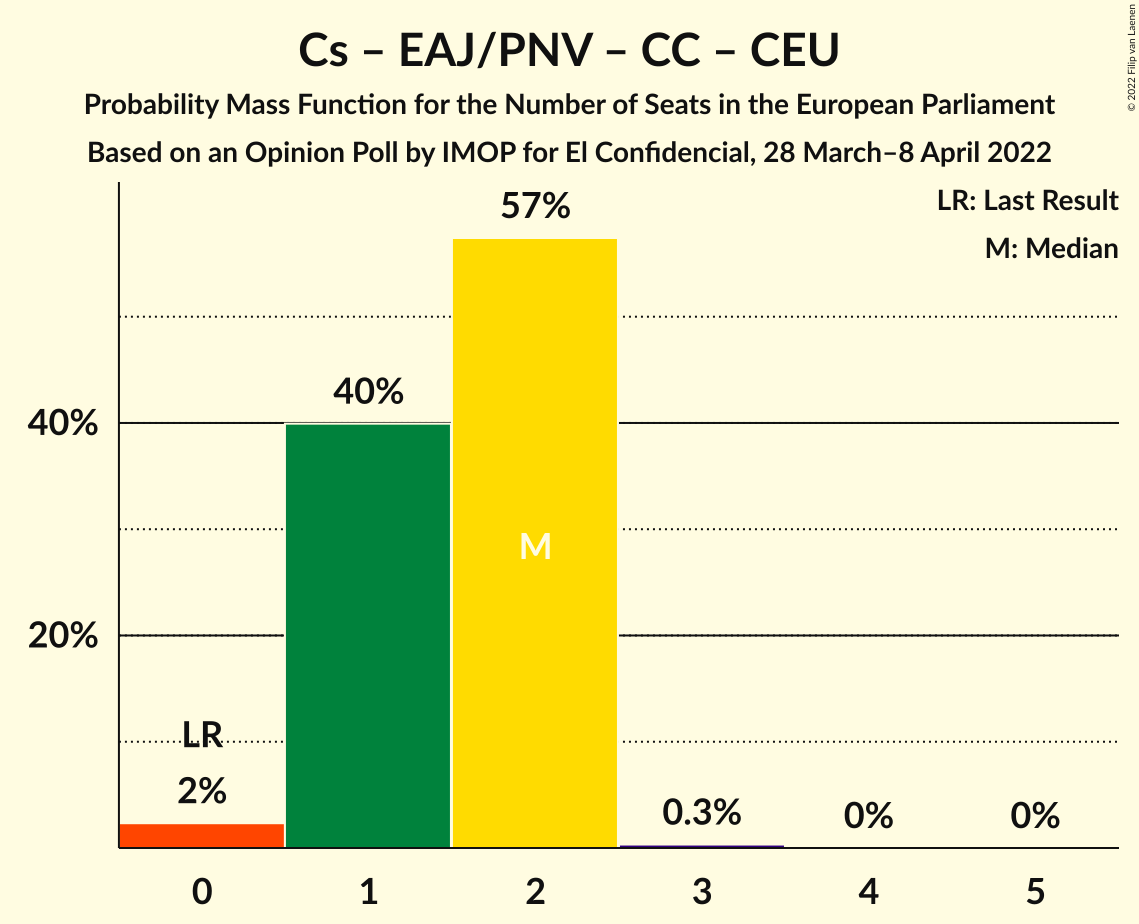 Cs – EAJ/PNV – CC – CEU
Probability Mass Function for the Number of Seats in the European Parliament
Based on an Opinion Poll by IMOP for El Confidencial, 28 March–8 April 2022
© 2022 Filip van Laenen
LR: Last Result
M: Median
57%
40%
40%
M
20%
LR
2%
0.3%
0%
0%
0
1
2
3
4
5